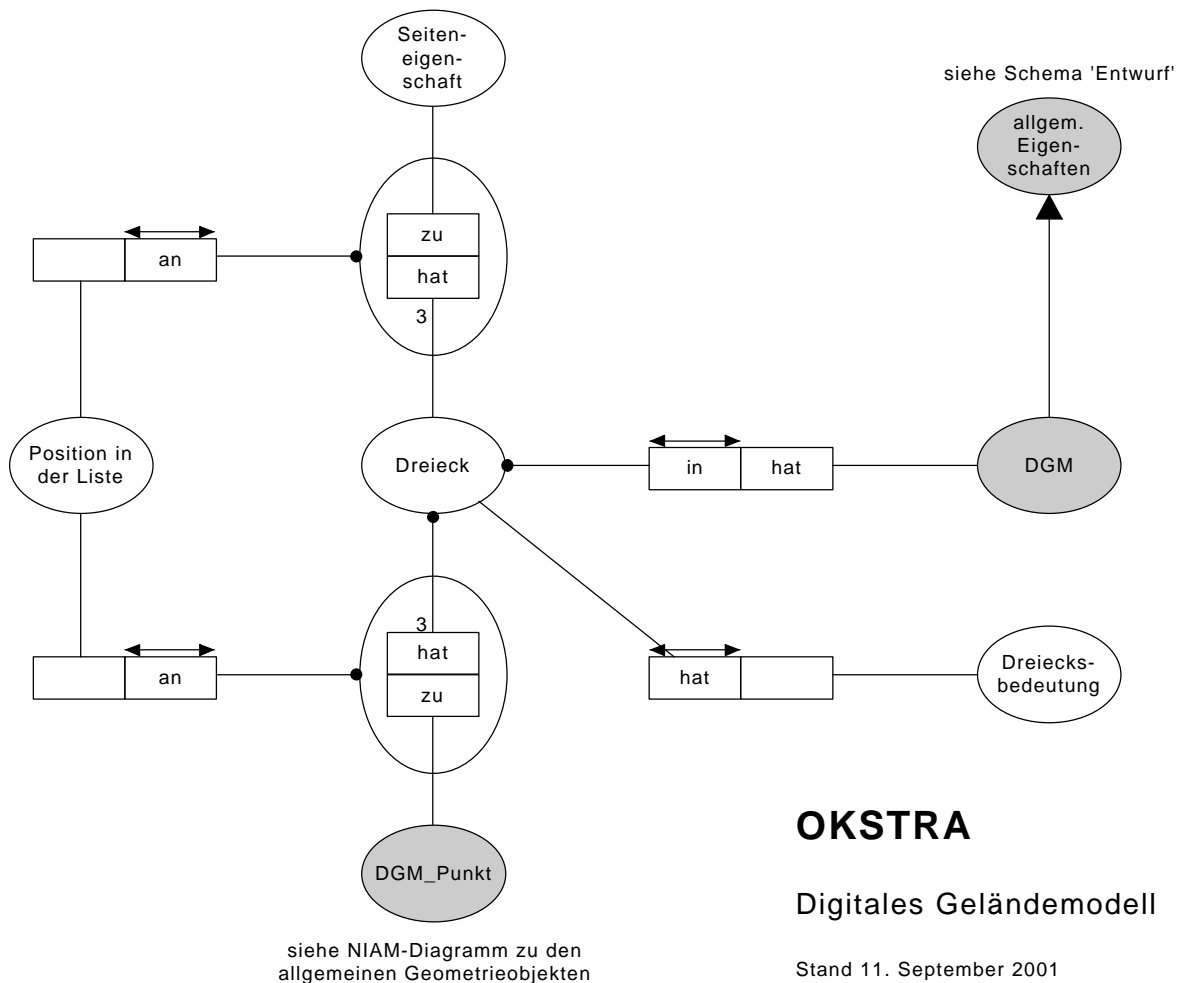 Seiten-
eigen-
schaft
siehe Schema 'Entwurf'
allgem.
Eigen-
schaften
zu
an
hat
3
Position in
der Liste
Dreieck
in
hat
DGM
3
hat
an
zu
hat
Dreiecks-
bedeutung
OKSTRA
DGM_Punkt
Digitales Geländemodell
siehe NIAM-Diagramm zu den
allgemeinen Geometrieobjekten
Stand 11. September 2001